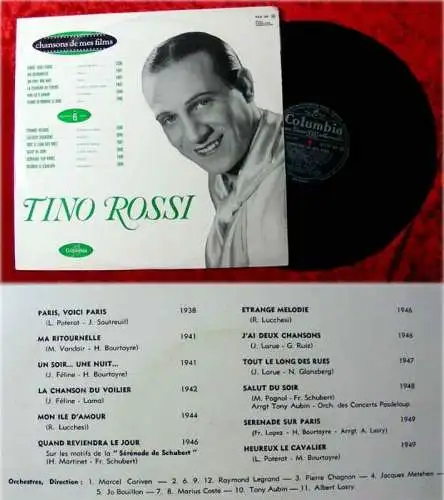 chansons de mes films
6
TINO ROSSI
Columbia
Columbia
PARIS, VOICI PARIS 1938
(L. Poterat - J. Sautreuil)
MA RITOURNELLE 1941
(M. Vandair - H. Bourtayre)
UN SOIR... UNE NUIT... 1941
(J. Féline - H. Bourtayre)
LA CHANSON DU VOILIER 1942
(J. Féline - Lama)
MON ILE D'AMOUR 1944
(R. Lucchesi)
QUAND REVIENDRA LE JOUR 1946
Sur les motifs de la "Sérénade de Schubert"
(H. Martinet - Fr. Schubert)
ETRANGE MELODIE 1946
(R. Lucchesi)
J'AI DEUX CHANSONS 1946
(J. Larue - G. Ruiz)
TOUT LE LONG DES RUES 1947
(J. Larue - N. Glanzberg)
SALUT DU SOIR 1948
(M. Pagnol - Fr. Schubert)
Arrgt Tony Aubin - Orch. des Concerts Pasdeloup
SERENADE SUR PARIS 1949
(Fr. Lopez - H. Bourtayre - Arrgt A. Lasry)
HEUREUX LE CAVALIER 1949
(L. Poterat - M. Bourtayre)
Orchestres, Direction : 1. Marcel Cariven - 2. 6. 9. 12. Raymond Legrand - 3. Pierre Chagnon - 4. Jacques Metehen -
5. Jo Bouillon - 7. 8. Marius Coste - 10. Tony Aubin - 11. Albert Lasry